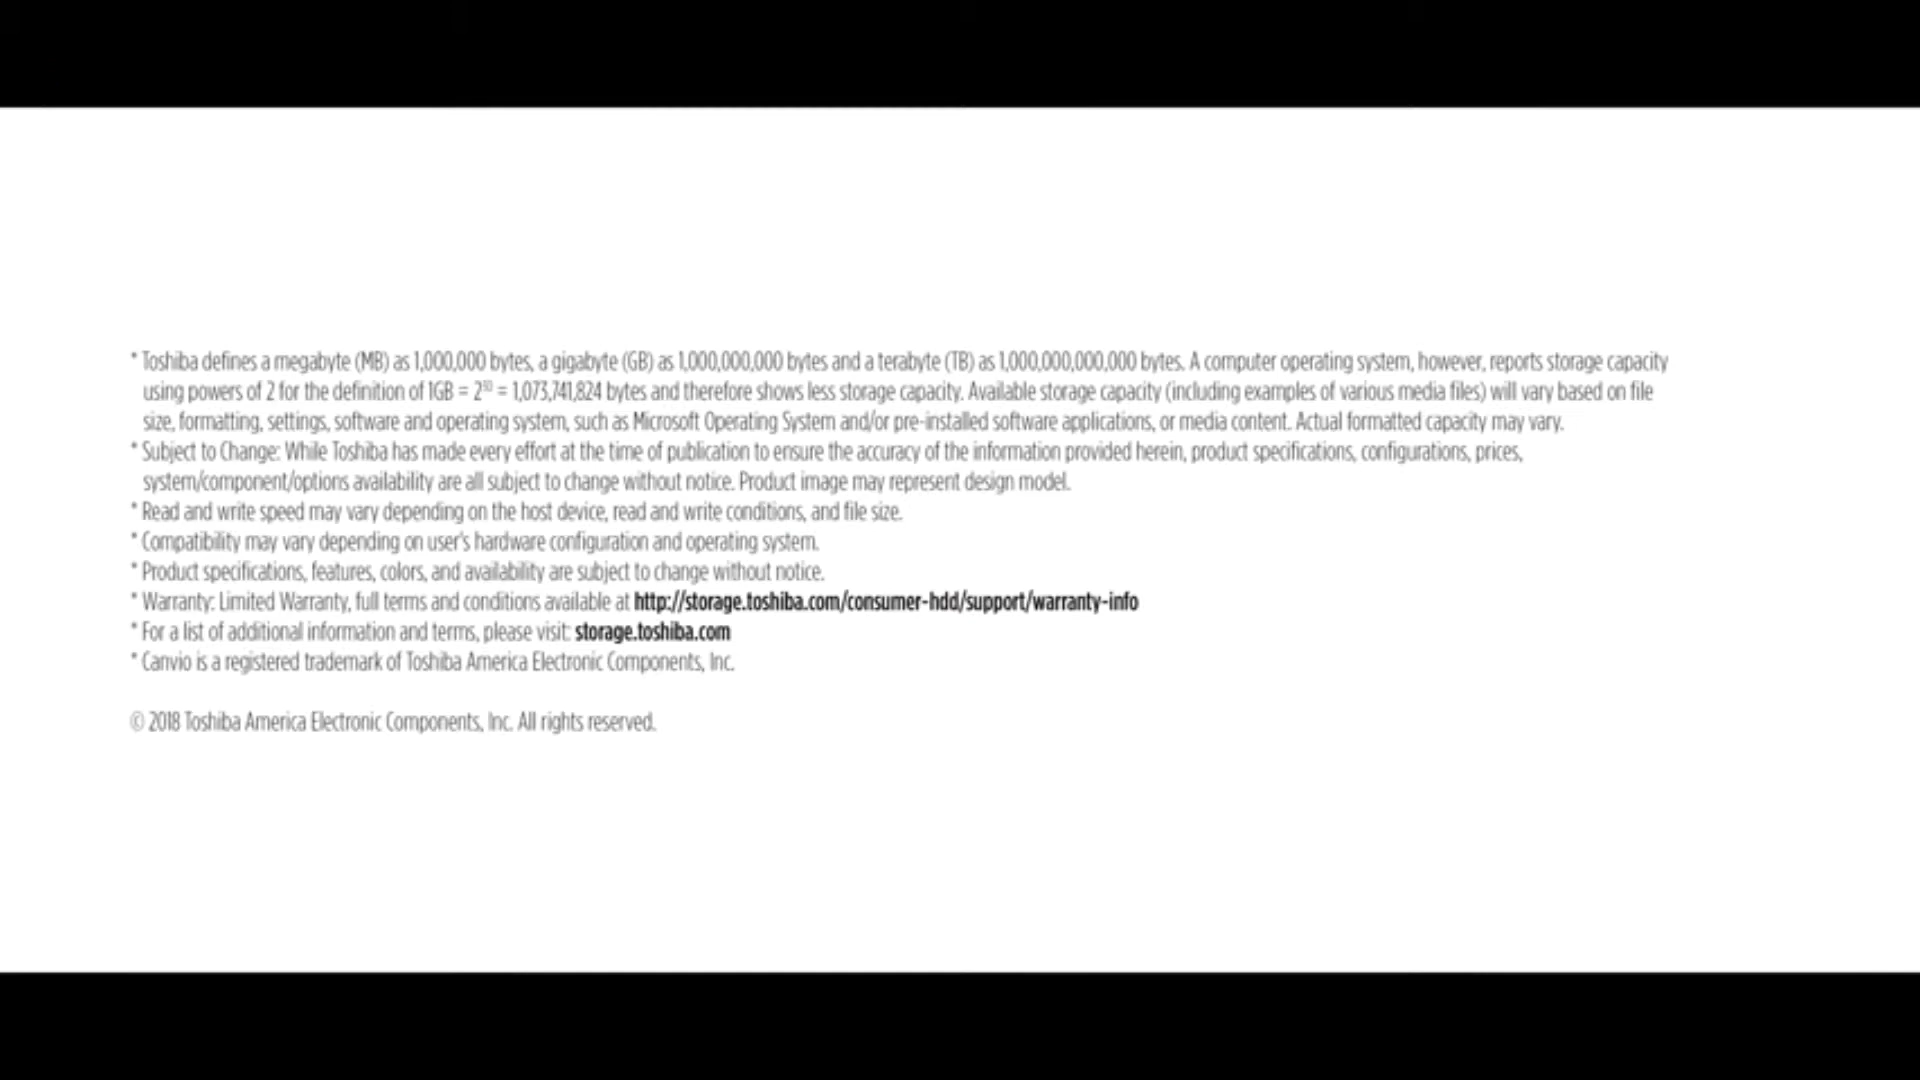 * Toshiba defines a megabyte (MB) as 1,000,000 bytes, a gigabyte (GB) as 1,000,000,000 bytes and a terabyte (TB) as 1,000,000,000,000 bytes. A computer operating system, however, reports storage capacity
using powers of 2 for the definition of 1GB = 2³⁰ = 1,073,741,824 bytes and therefore shows less storage capacity. Available storage capacity (including examples of various media files) will vary based on file
size, formatting, settings, software and operating system, such as Microsoft Operating System and/or pre-installed software applications, or media content. Actual formatted capacity may vary.
* Subject to Change: While Toshiba has made every effort at the time of publication to ensure the accuracy of the information provided herein, product specifications, configurations, prices,
system/component/options availability are all subject to change without notice. Product image may represent design model.
* Read and write speed may vary depending on the host device, read and write conditions, and file size.
* Compatibility may vary depending on user's hardware configuration and operating system.
* Product specifications, features, colors, and availability are subject to change without notice.
* Warranty: Limited Warranty, full terms and conditions available at http://storage.toshiba.com/consumer-hdd/support/warranty-info
* For a list of additional information and terms, please visit: storage.toshiba.com
* Canvio is a registered trademark of Toshiba America Electronic Components, Inc.
© 2018 Toshiba America Electronic Components, Inc. All rights reserved.